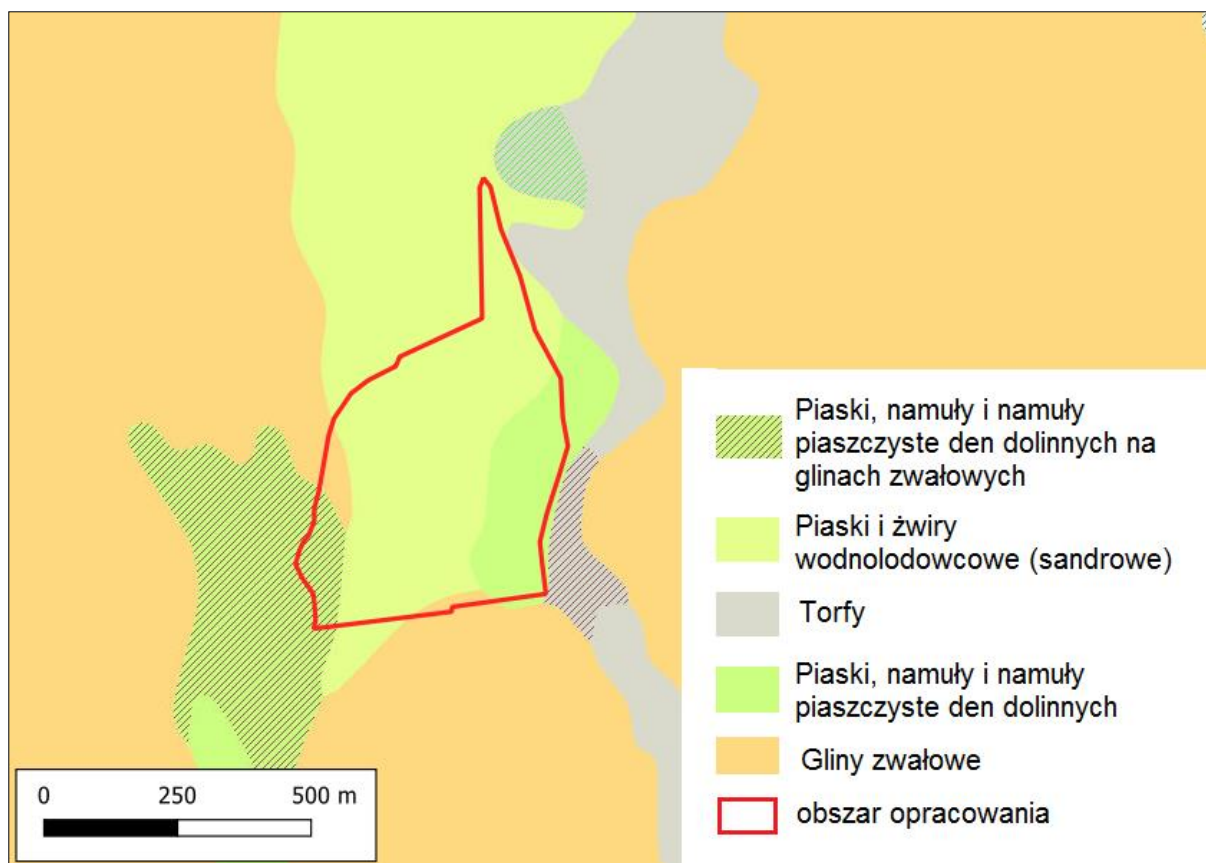 Piaski, namuły i namuły
piaszczyste den dolinnych na
glinach zwałowych
Piaski i żwiry
wodnolodowcowe (sandrowe)
Torfy
Piaski, namuły i namuły
piaszczyste den dolinnych
Gliny zwałowe
obszar opracowania
0 250 500 m